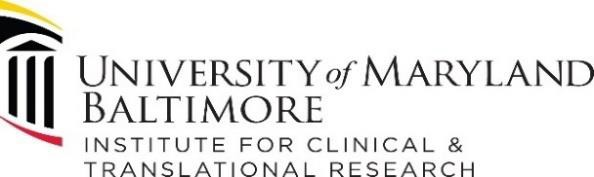 UNIVERSITY of MARYLAND
BALTIMORE
INSTITUTE FOR CLINICAL &
TRANSLATIONAL RESEARCH